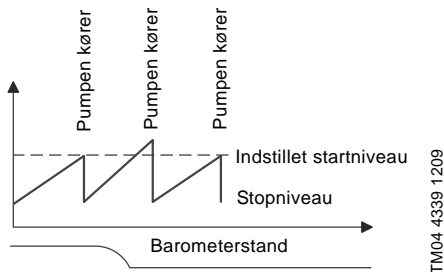 Pumpen kører
Pumpen kører
Pumpen kører
Indstillet startniveau
Stopniveau
Barometerstand
TM04 4339 1209